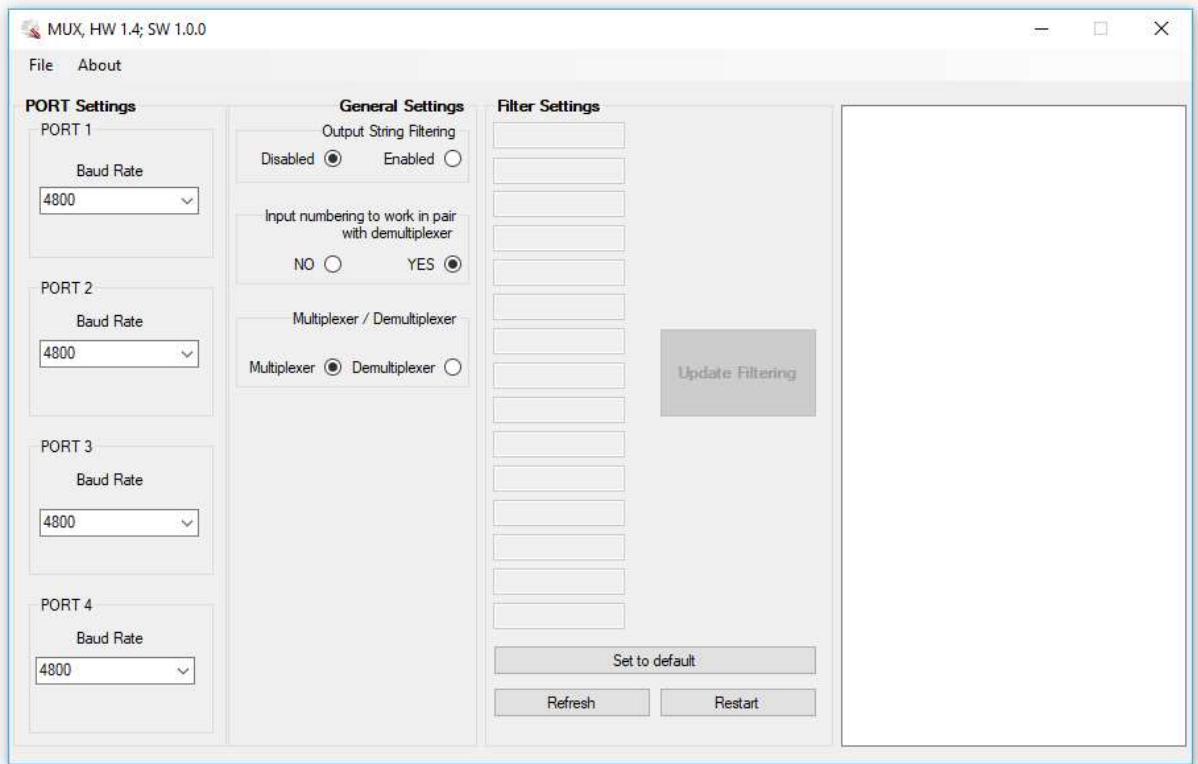 MUX, HW 1.4; SW 1.0.0
File About
PORT Settings
PORT 1
Baud Rate
4800
PORT 2
Baud Rate
4800
PORT 3
Baud Rate
4800
PORT 4
Baud Rate
4800
General Settings
Output String Filtering
Disabled Enabled
Input numbering to work in pair
with demultiplexer
NO YES
Multiplexer / Demultiplexer
Multiplexer Demultiplexer
Filter Settings
Update Filtering
Set to default
Refresh Restart